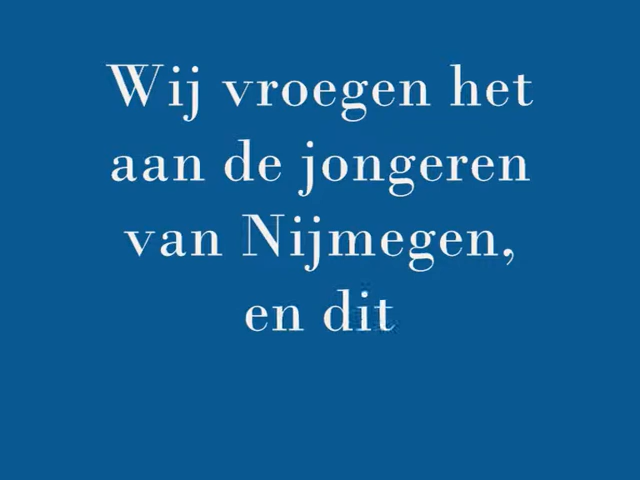 Wij vroegen het
aan de jongeren
van Nijmegen,
en dit